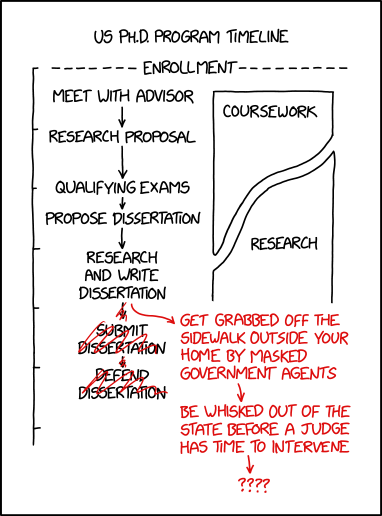 US PH.D. PROGRAM TIMELINE
ENROLLMENT
MEET WITH ADVISOR
RESEARCH PROPOSAL
QUALIFYING EXAMS
PROPOSE DISSERTATION
RESEARCH
AND WRITE
DISSERTATION
SUBMIT
DISSERTATION
DEFEND
DISSERTATION
COURSEWORK
RESEARCH
GET GRABBED OFF THE
SIDEWALK OUTSIDE YOUR
HOME BY MASKED
GOVERNMENT AGENTS
BE WHISKED OUT OF THE
STATE BEFORE A JUDGE
HAS TIME TO INTERVENE
????